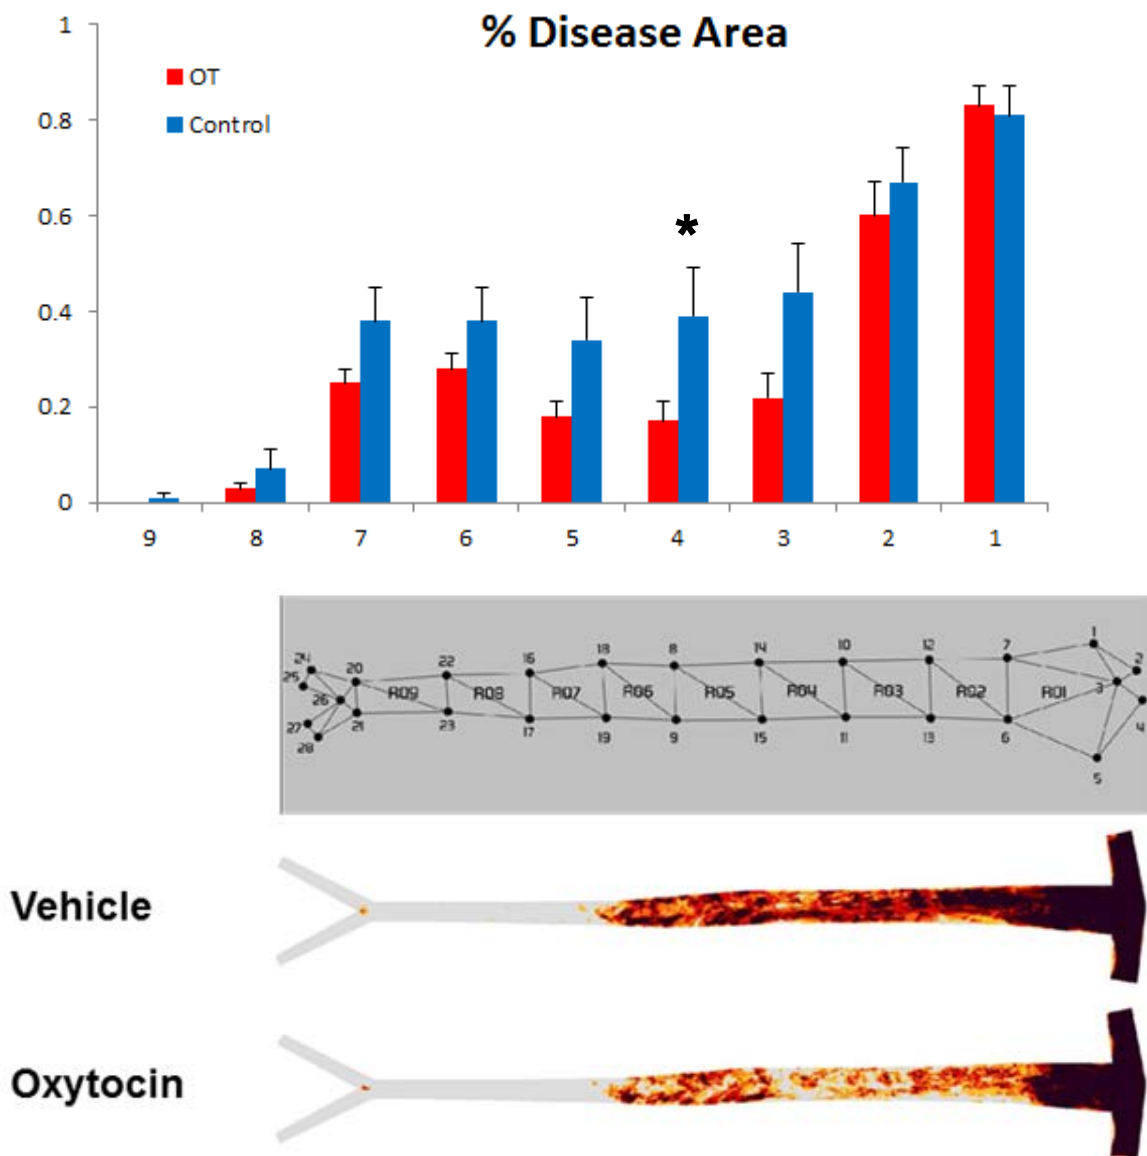 % Disease Area
1
OT
0.8
Control
0.6
*
0.4
0.2
0
9 8 7 6 5 4 3 2 1
24 20 22 16 18 8 14 10 12 7 1 2
25 26 R09 R08 R07 R06 R05 R04 R03 R02 R01 3
27 21 23 17 19 9 15 11 13 6 4
28 5
Vehicle
Oxytocin